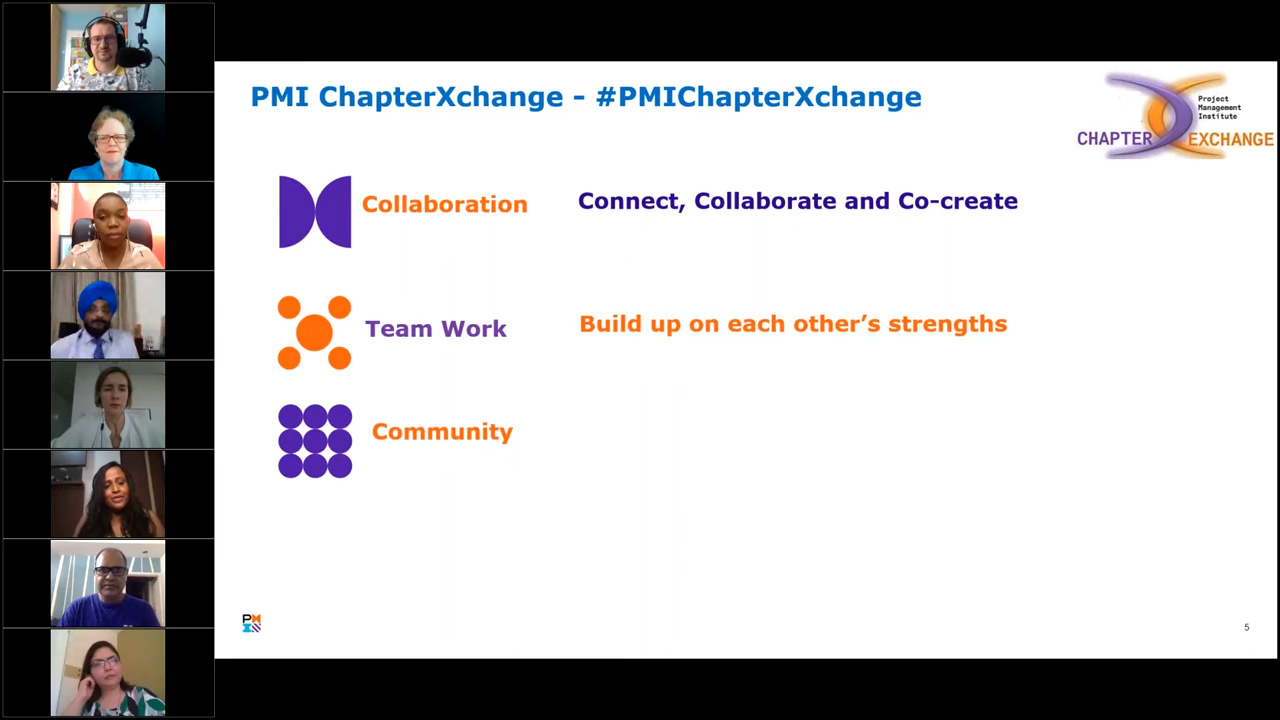 PMI ChapterXchange - #PMIChapterXchange
Project
Management
Institute
CHAPTER EXCHANGE
Collaboration
Connect, Collaborate and Co-create
Team Work
Build up on each other's strengths
Community
PMI
5